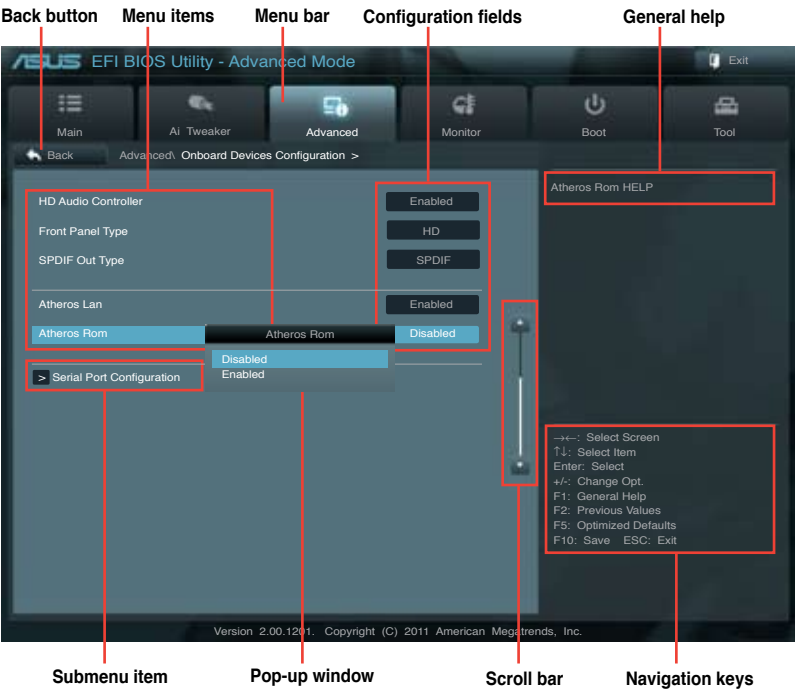 Back button Menu items Menu bar Configuration fields General help
ASUS EFI BIOS Utility - Advanced Mode Exit
Main Ai Tweaker Advanced Monitor Boot Tool
Back Advanced\ Onboard Devices Configuration >
Atheros Rom HELP
HD Audio Controller Enabled
Front Panel Type HD
SPDIF Out Type SPDIF
Atheros Lan Enabled
Atheros Rom Atheros Rom Disabled
Disabled
Enabled
> Serial Port Configuration
→←: Select Screen
↑↓: Select Item
Enter: Select
+/-: Change Opt.
F1: General Help
F2: Previous Values
F5: Optimized Defaults
F10: Save ESC: Exit
Version 2.00.1201. Copyright (C) 2011 American Megatrends, Inc.
Submenu item Pop-up window Scroll bar Navigation keys